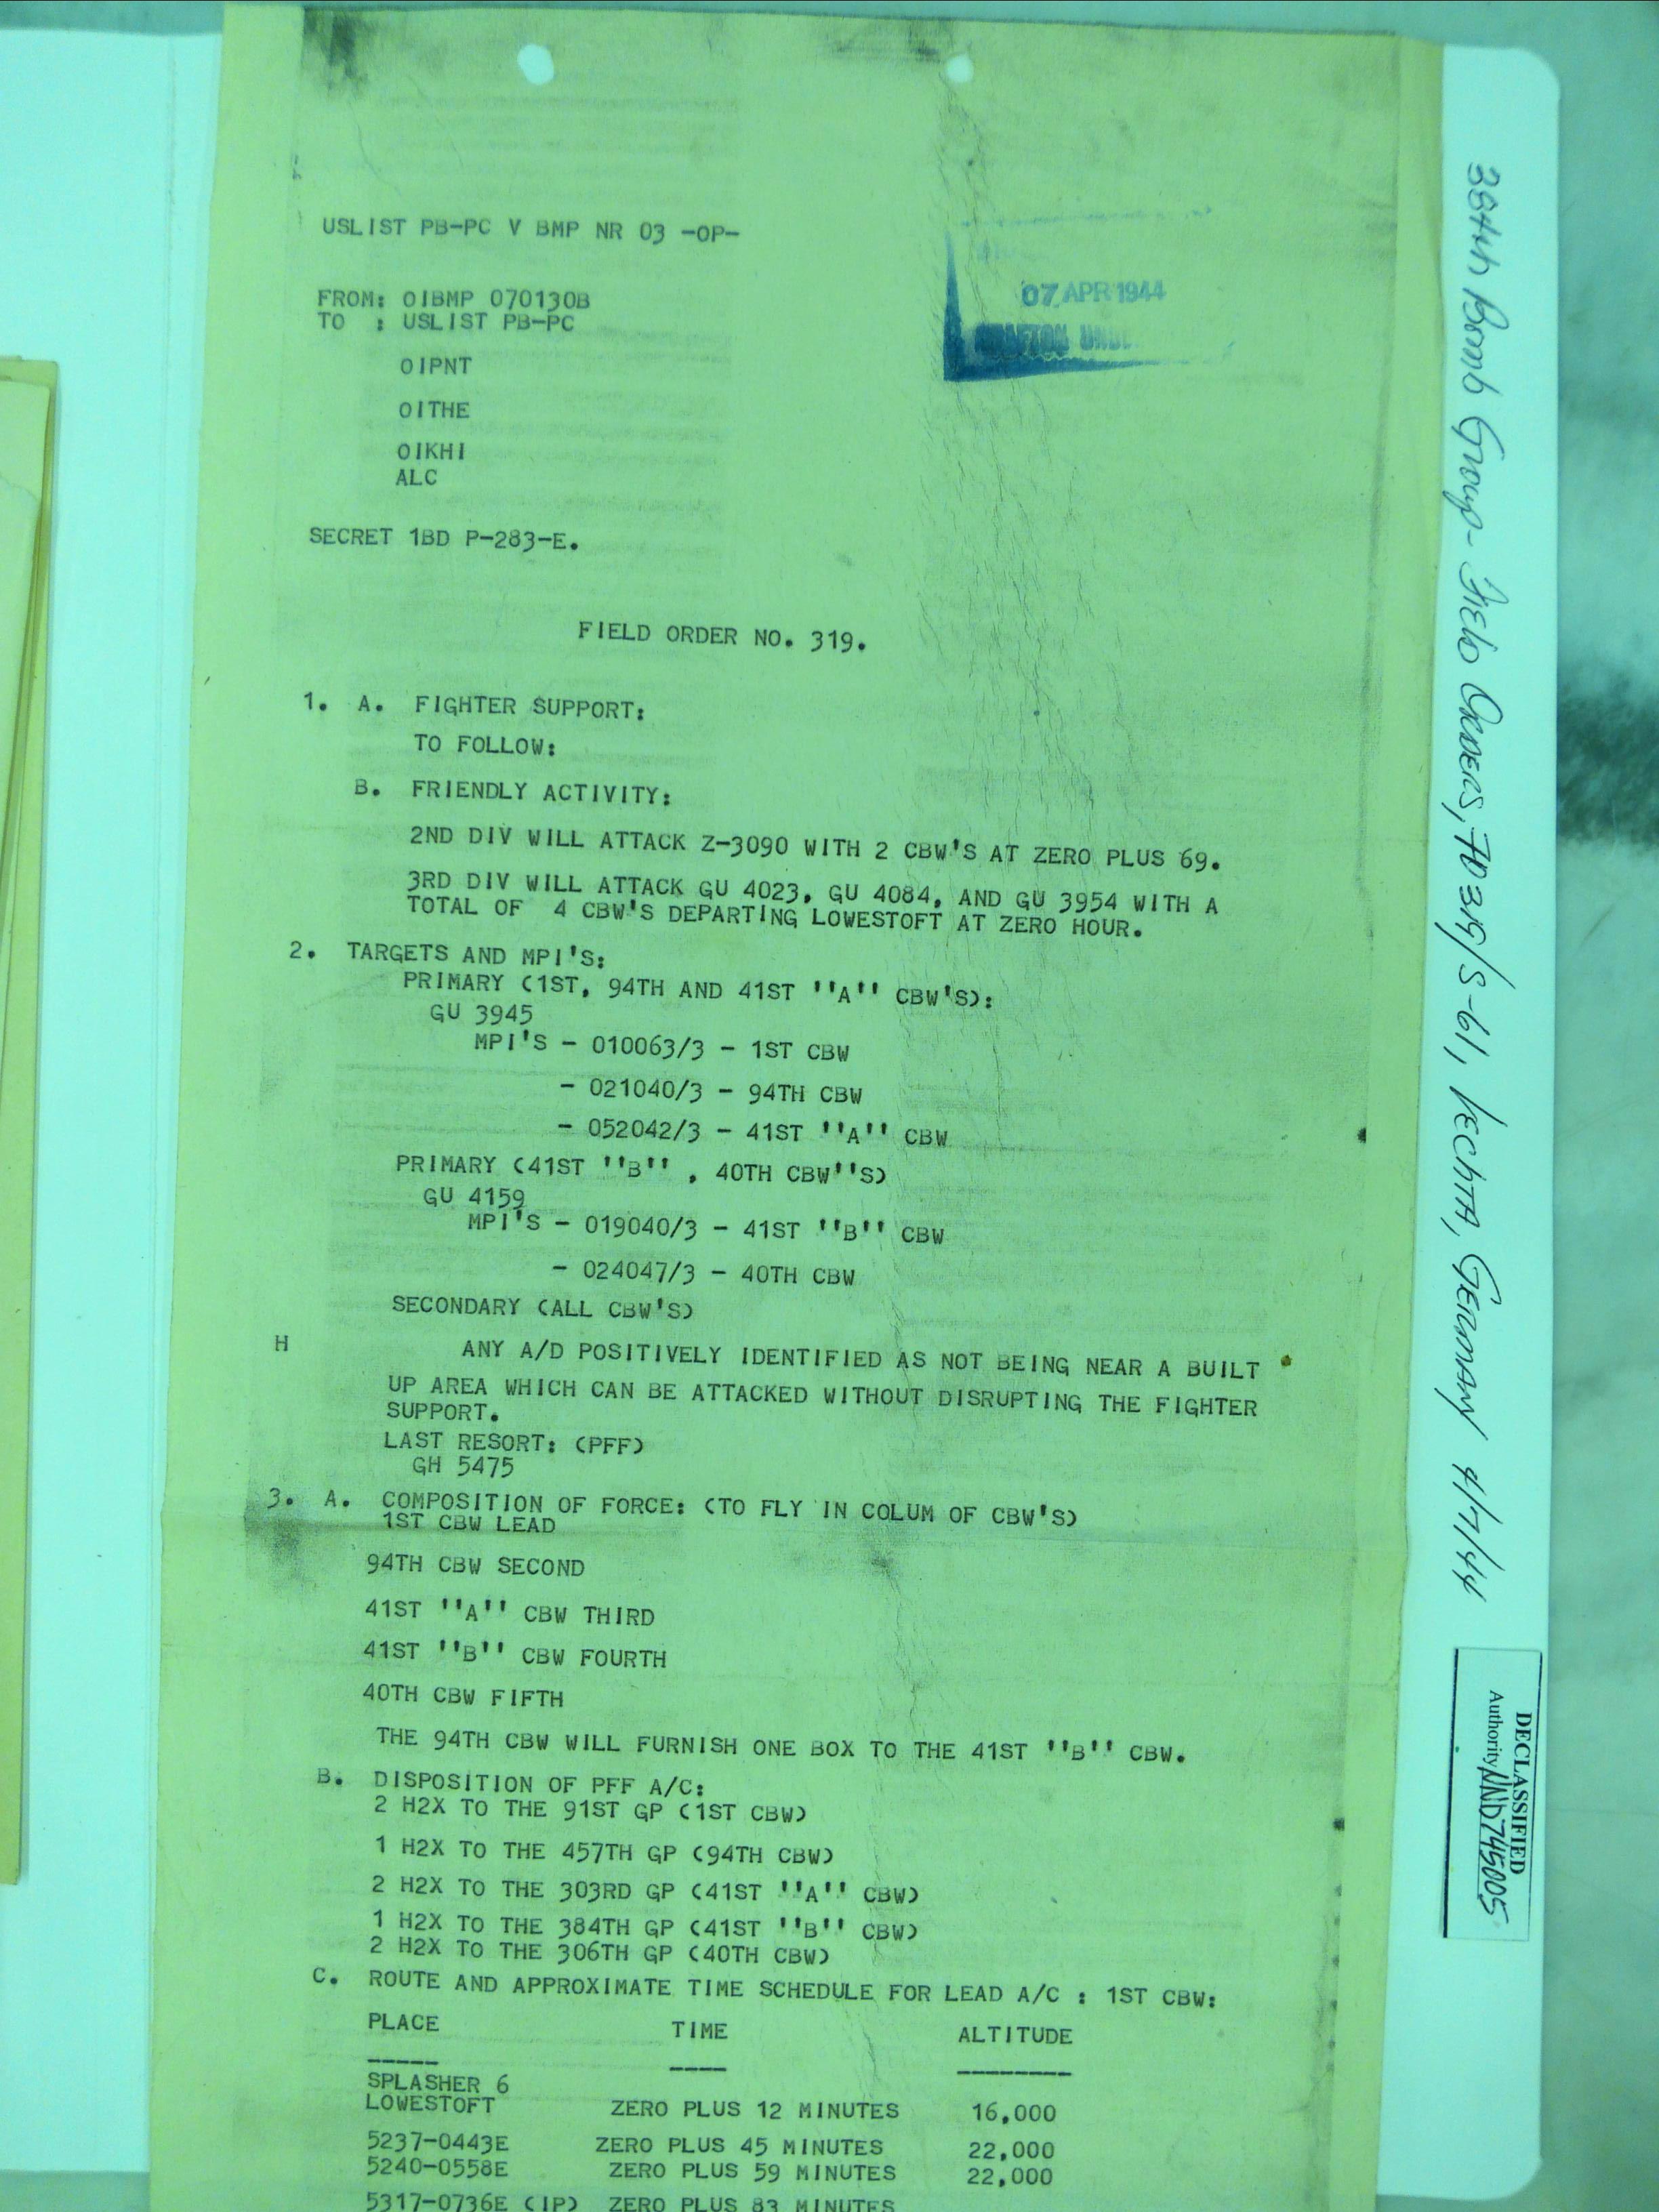 USLIST PB-PC V BMP NR 03 -OP-
07 APR 1944
GRAFTON UND
FROM: OIBMP 070130B
TO : USLIST PB-PC
OIPNT
OITHE
OIKHI
ALC
SECRET 1BD P-283-E.
FIELD ORDER NO. 319.
1. A. FIGHTER SUPPORT:
TO FOLLOW:
B. FRIENDLY ACTIVITY:
2ND DIV WILL ATTACK Z-3090 WITH 2 CBW'S AT ZERO PLUS 69.
3RD DIV WILL ATTACK GU 4023, GU 4084, AND GU 3954 WITH A
TOTAL OF 4 CBW'S DEPARTING LOWESTOFT AT ZERO HOUR.
2. TARGETS AND MPI'S:
PRIMARY (1ST, 94TH AND 41ST ''A'' CBW'S):
GU 3945
MPI'S - 010063/3 - 1ST CBW
- 021040/3 - 94TH CBW
- 052042/3 - 41ST ''A'' CBW
PRIMARY (41ST ''B'' , 40TH CBW''S)
GU 4159
MPI'S - 019040/3 - 41ST ''B'' CBW
- 024047/3 - 40TH CBW
SECONDARY (ALL CBW'S)
H ANY A/D POSITIVELY IDENTIFIED AS NOT BEING NEAR A BUILT
UP AREA WHICH CAN BE ATTACKED WITHOUT DISRUPTING THE FIGHTER
SUPPORT.
LAST RESORT: (PFF)
GH 5475
3. A. COMPOSITION OF FORCE: (TO FLY IN COLUM OF CBW'S)
1ST CBW LEAD
94TH CBW SECOND
41ST ''A'' CBW THIRD
41ST ''B'' CBW FOURTH
40TH CBW FIFTH
THE 94TH CBW WILL FURNISH ONE BOX TO THE 41ST ''B'' CBW.
B. DISPOSITION OF PFF A/C:
2 H2X TO THE 91ST GP (1ST CBW)
1 H2X TO THE 457TH GP (94TH CBW)
2 H2X TO THE 303RD GP (41ST ''A'' CBW)
1 H2X TO THE 384TH GP (41ST ''B'' CBW)
2 H2X TO THE 306TH GP (40TH CBW)
C. ROUTE AND APPROXIMATE TIME SCHEDULE FOR LEAD A/C : 1ST CBW:
PLACE TIME ALTITUDE
----- ---- --------
SPLASHER 6
LOWESTOFT ZERO PLUS 12 MINUTES 16,000
5237-0443E ZERO PLUS 45 MINUTES 22,000
5240-0558E ZERO PLUS 59 MINUTES 22,000
5317-0736E (IP) ZERO PLUS 83 MINUTES
384th Bomb Group - Field Orders, FO 319/S-61, Vechta, Germany 4/7/44
DECLASSIFIED
Authority NND745005